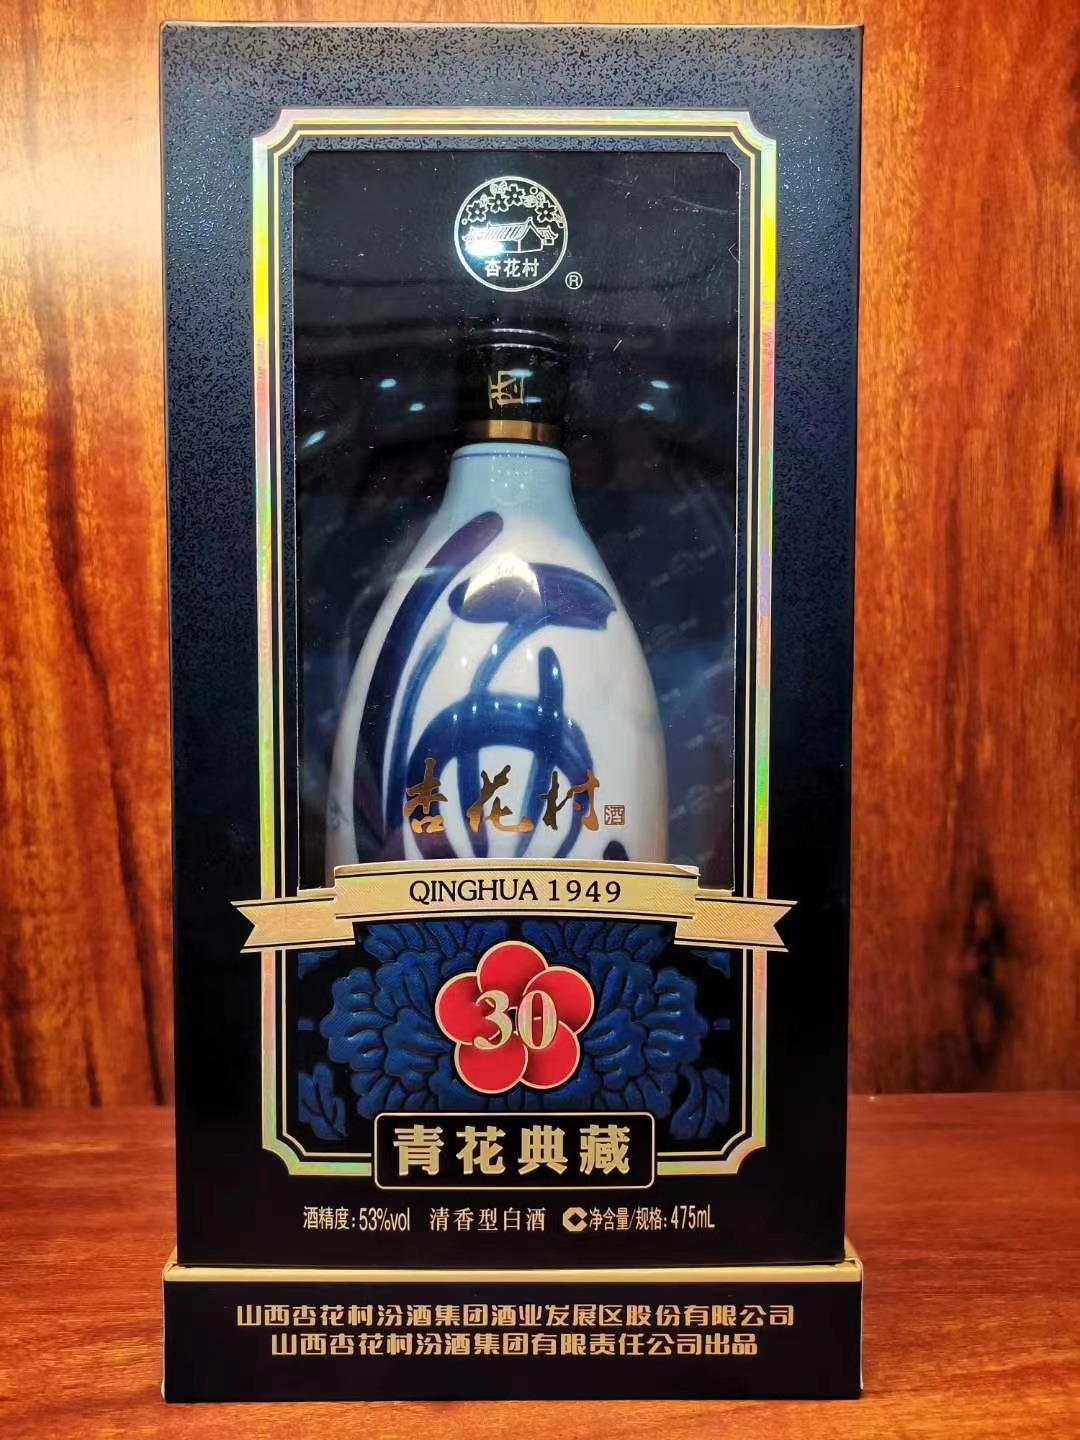 杏花村
®
杏花村
酒
QINGHUA 1949
30
青花典藏
酒精度:53%vol 清香型白酒 净含量/规格:475mL
山西杏花村汾酒集团酒业发展区股份有限公司
山西杏花村汾酒集团有限责任公司出品